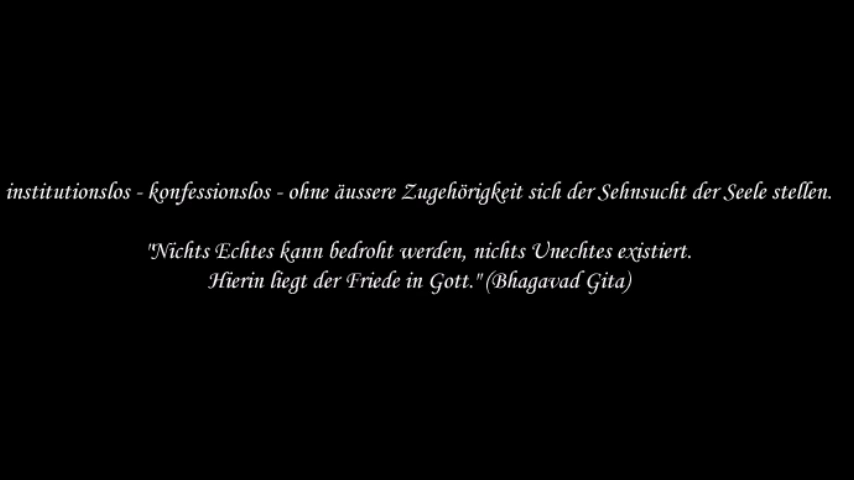 institutionslos - konfessionslos - ohne äussere Zugehörigkeit sich der Sehnsucht der Seele stellen.
"Nichts Echtes kann bedroht werden, nichts Unechtes existiert.
Hierin liegt der Friede in Gott." (Bhagavad Gita)